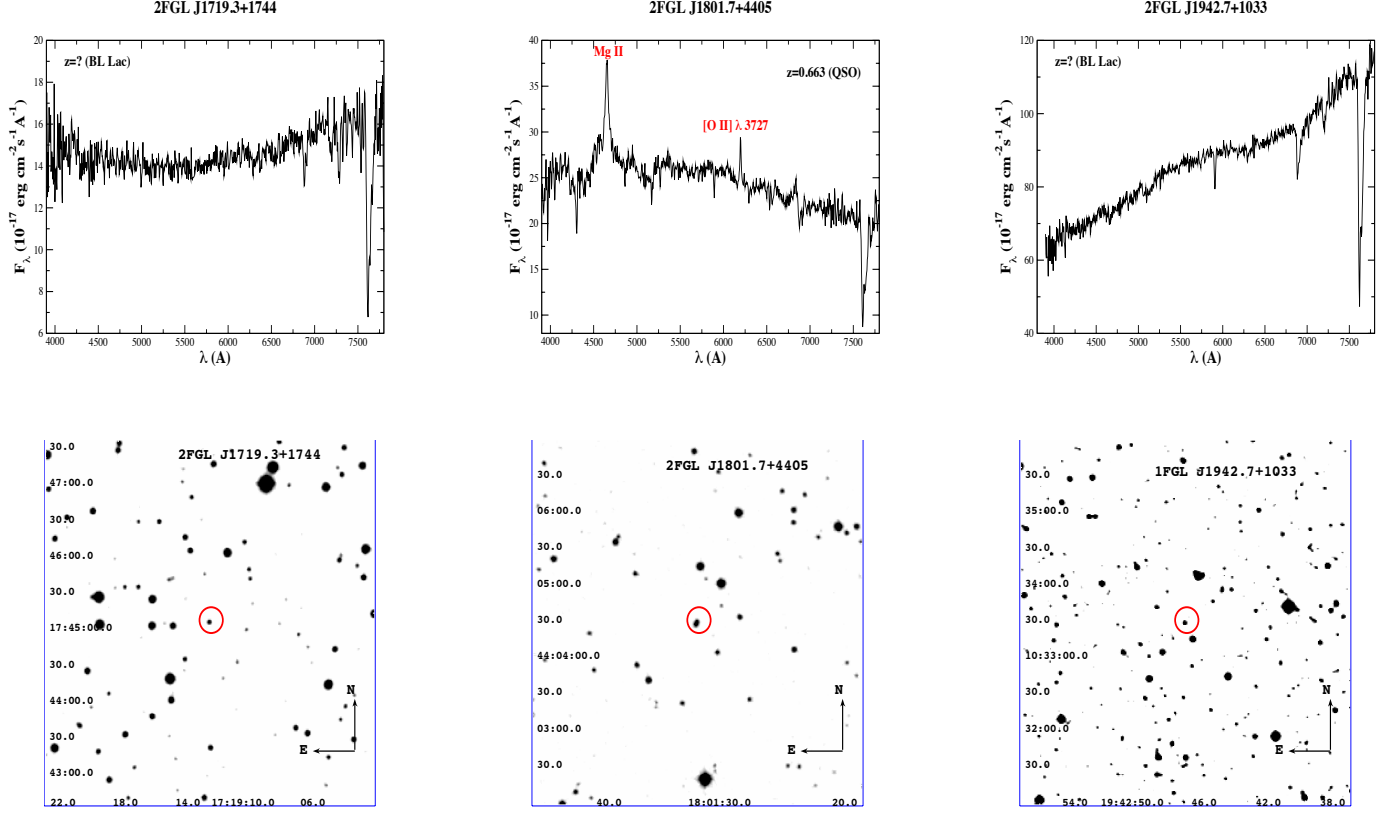 2FGL J1719.3+1744
2FGL J1801.7+4405
2FGL J1942.7+1033
z=? (BL Lac)
F_λ (10^-17 erg cm^-2 s^-1 A^-1)
20
18
16
14
12
10
8
6
4000 4500 5000 5500 6000 6500 7000 7500
λ (A)
Mg II
z=0.663 (QSO)
[O II] λ 3727
F_λ (10^-17 erg cm^-2 s^-1 A^-1)
40
35
30
25
20
15
10
4000 4500 5000 5500 6000 6500 7000 7500
λ (A)
z=? (BL Lac)
F_λ (10^-17 erg cm^-2 s^-1 A^-1)
120
100
80
60
40
4000 4500 5000 5500 6000 6500 7000 7500
λ (A)
2FGL J1719.3+1744
30.0
47:00.0
30.0
46:00.0
30.0
17:45:00.0
30.0
44:00.0
30.0
43:00.0
N
E
22.0 18.0 14.0 17:19:10.0 06.0
2FGL J1801.7+4405
30.0
06:00.0
30.0
05:00.0
30.0
44:04:00.0
30.0
03:00.0
30.0
N
E
40.0 18:01:30.0 20.0
1FGL J1942.7+1033
30.0
35:00.0
30.0
34:00.0
30.0
10:33:00.0
30.0
32:00.0
30.0
N
E
54.0 19:42:50.0 46.0 42.0 38.0